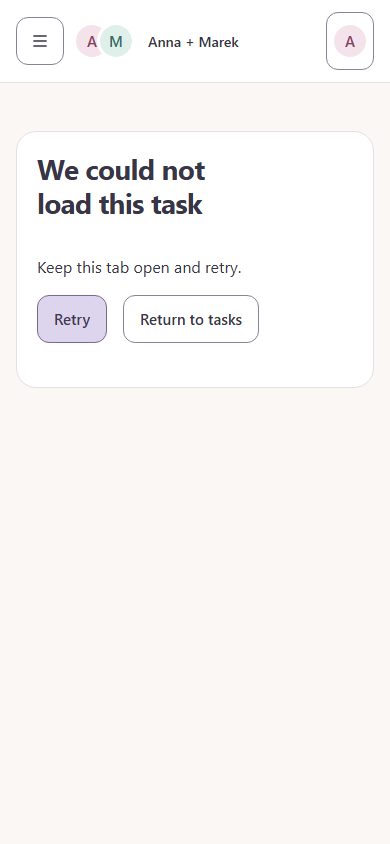 A M Anna + Marek A
We could not
load this task
Keep this tab open and retry.
Retry Return to tasks